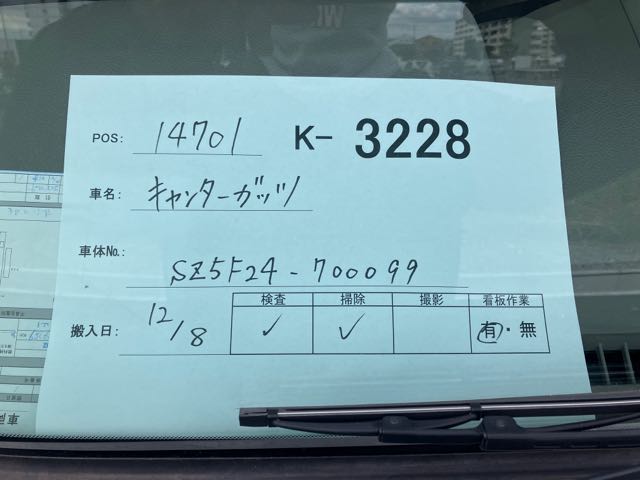 POS: 14701 K- 3228
車名: キャンターガッツ
車体No.: SZ5F24-700099
検査 掃除 撮影 看板作業
搬入日: 12/8 ✓ ✓ 有・無